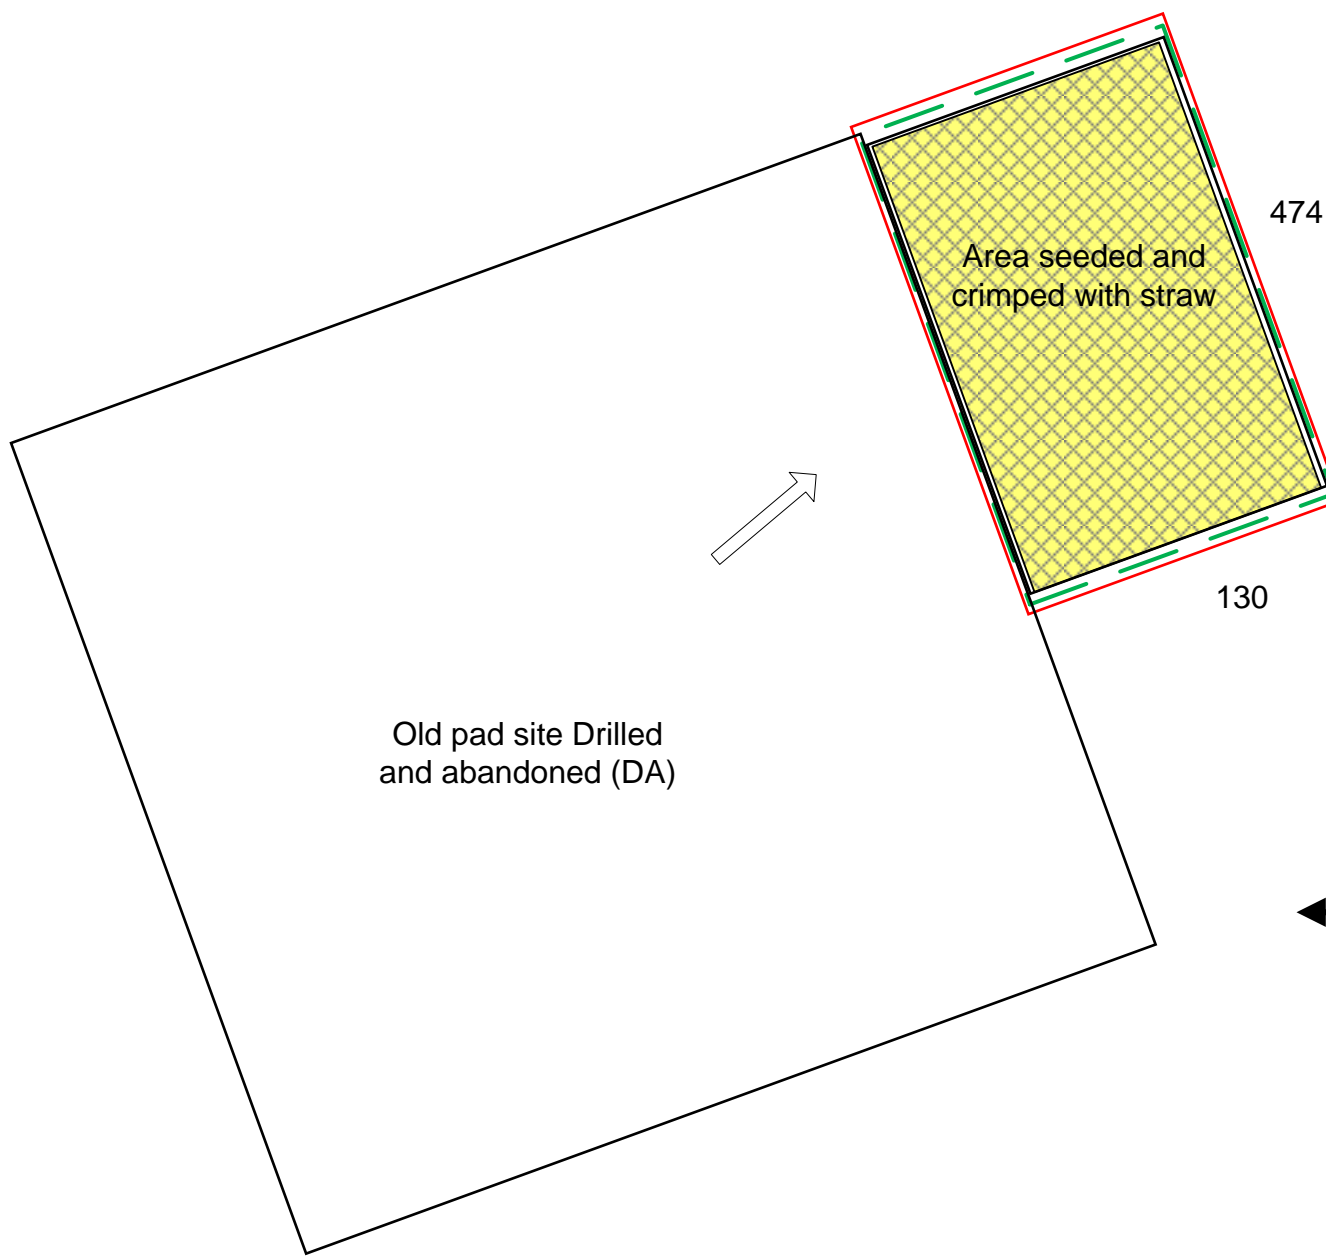 474
Area seeded and
crimped with straw
130
Old pad site Drilled
and abandoned (DA)